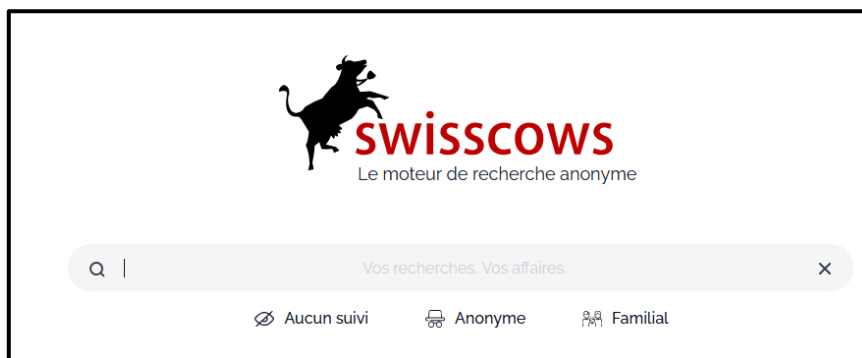 swisscows
Le moteur de recherche anonyme
Vos recherches. Vos affaires.
Aucun suivi Anonyme Familial